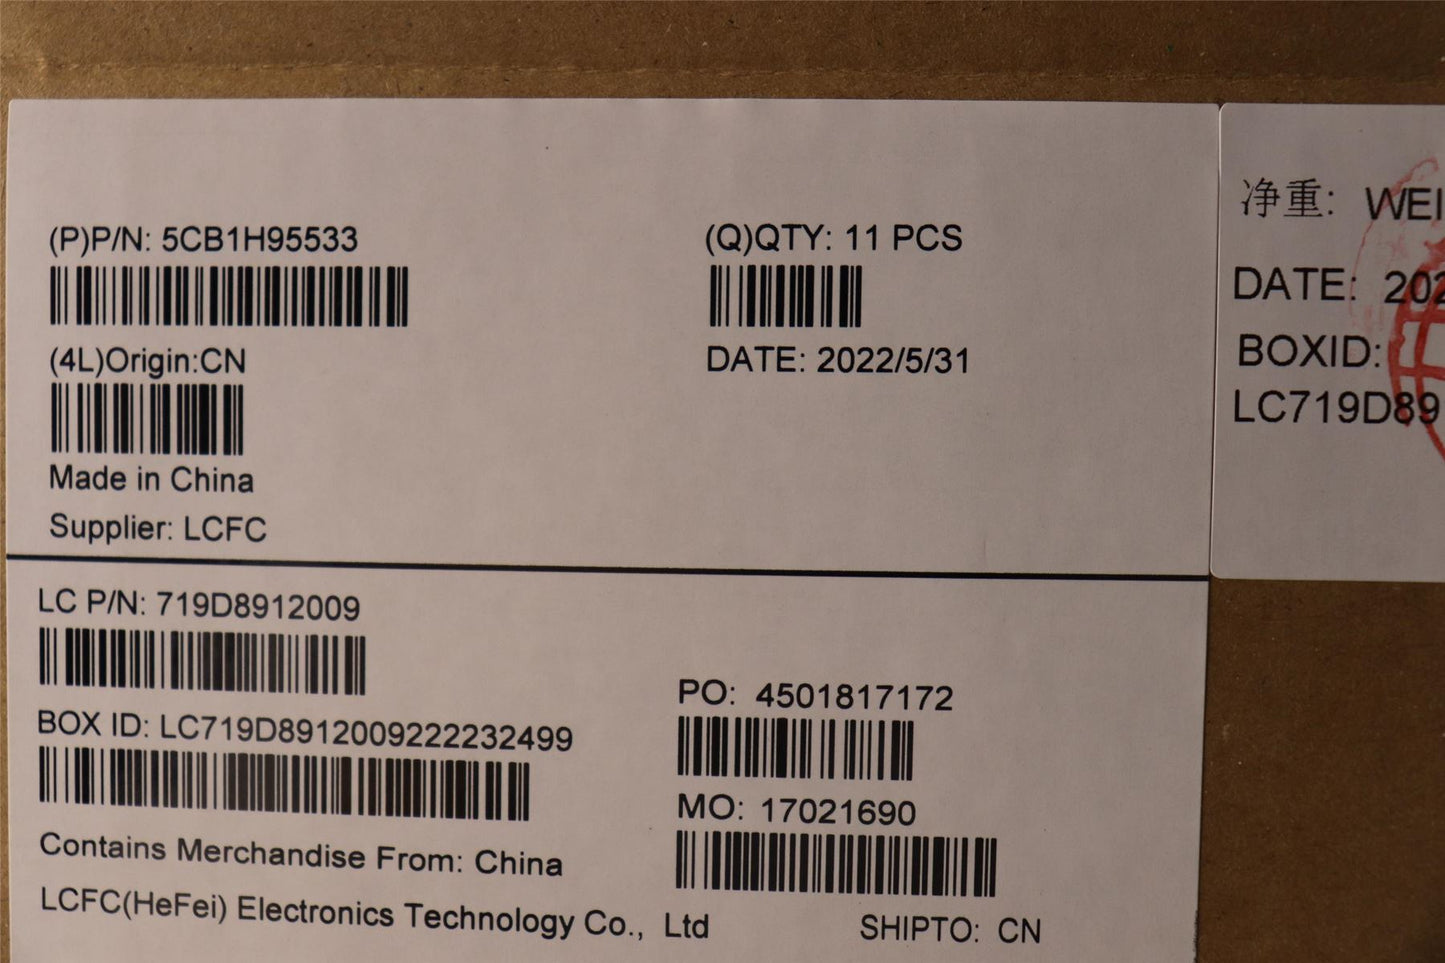 (P)P/N: 5CB1H95533
(Q)QTY: 11 PCS
(4L)Origin:CN
DATE: 2022/5/31
Made in China
Supplier: LCFC
LC P/N: 719D8912009
PO: 4501817172
BOX ID: LC719D8912009222232499
MO: 17021690
Contains Merchandise From: China
LCFC(HeFei) Electronics Technology Co., Ltd
SHIPTO: CN
净重: WEI
DATE: 202
BOXID:
LC719D89